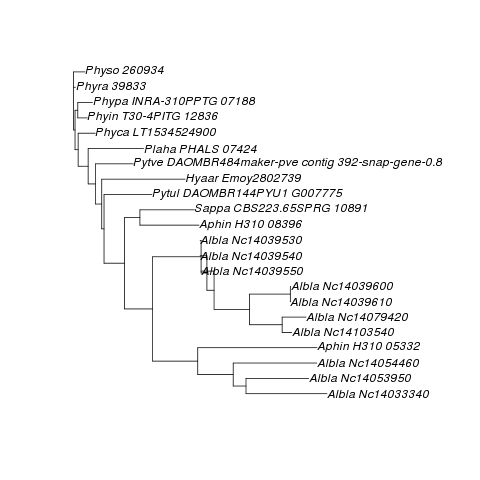 Physo 260934
Phyra 39833
Phypa INRA-310PPTG 07188
Phyin T30-4PITG 12836
Phyca LT1534524900
Plaha PHALS 07424
Pytve DAOMBR484maker-pve contig 392-snap-gene-0.8
Hyaar Emoy2802739
Pytul DAOMBR144PYU1 G007775
Sappa CBS223.65SPRG 10891
Aphin H310 08396
Albla Nc14039530
Albla Nc14039540
Albla Nc14039550
Albla Nc14039600
Albla Nc14039610
Albla Nc14079420
Albla Nc14103540
Aphin H310 05332
Albla Nc14054460
Albla Nc14053950
Albla Nc14033340